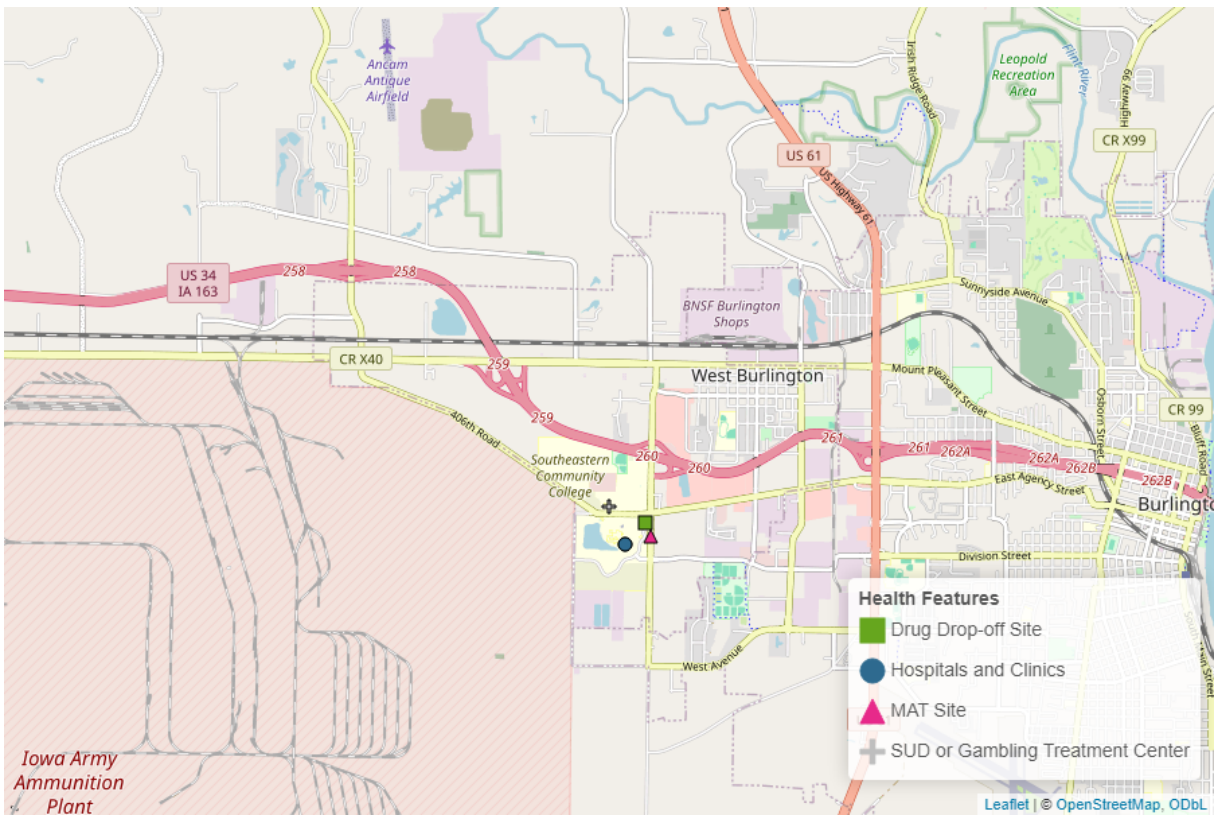 Ancam
Antique
Airfield
Irish Ridge Road
Leopold
Recreation
Area
Flint River
Highway 99
CR X99
US 61
US Highway 61
US 34
IA 163
258
258
Sunnyside Avenue
BNSF Burlington
Shops
CR X40
259
West Burlington
Mount Pleasant Street
Osborn Street
CR 99
Bluff Road
406th Road
259
260
260
261
261
262A
262A
262B
262B
Southeastern
Community
College
East Agency Street
Burlingto
Division Street
West Avenue
South Main Street
Health Features
Drug Drop-off Site
Hospitals and Clinics
MAT Site
SUD or Gambling Treatment Center
Iowa Army
Ammunition
Plant
Leaflet | © OpenStreetMap, ODbL